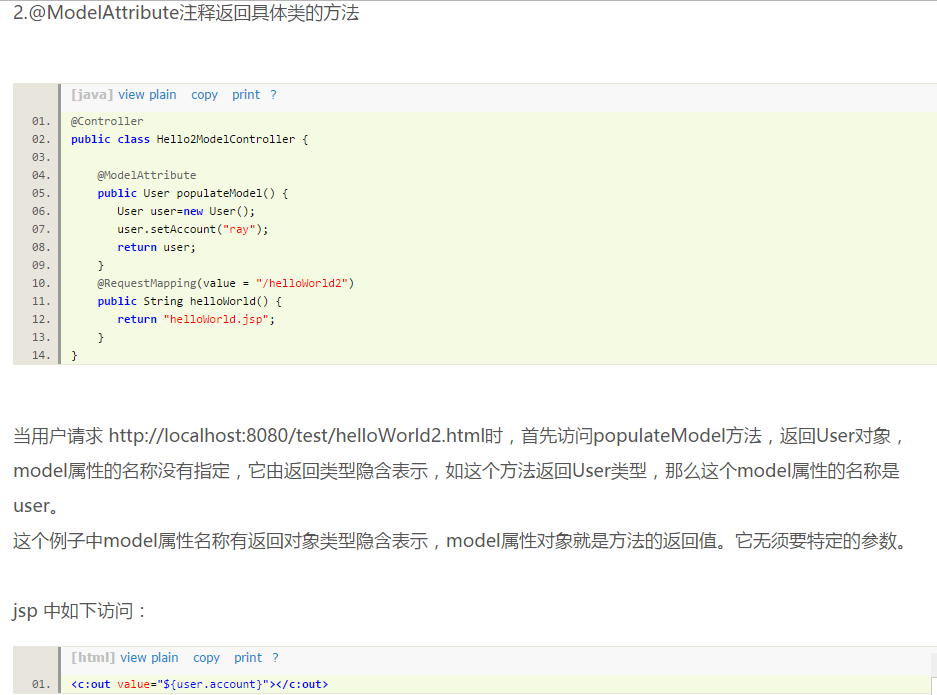 2.@ModelAttribute注释返回具体类的方法
[java] view plain copy print ?
01. @Controller
02. public class Hello2ModelController {
03.
04. @ModelAttribute
05. public User populateModel() {
06. User user=new User();
07. user.setAccount("ray");
08. return user;
09. }
10. @RequestMapping(value = "/helloWorld2")
11. public String helloWorld() {
12. return "helloWorld.jsp";
13. }
14. }
当用户请求 http://localhost:8080/test/helloWorld2.html时，首先访问populateModel方法，返回User对象，
model属性的名称没有指定，它由返回类型隐含表示，如这个方法返回User类型，那么这个model属性的名称是
user。
这个例子中model属性名称有返回对象类型隐含表示，model属性对象就是方法的返回值。它无须要特定的参数。
jsp 中如下访问：
[html] view plain copy print ?
01. <c:out value="${user.account}"></c:out>